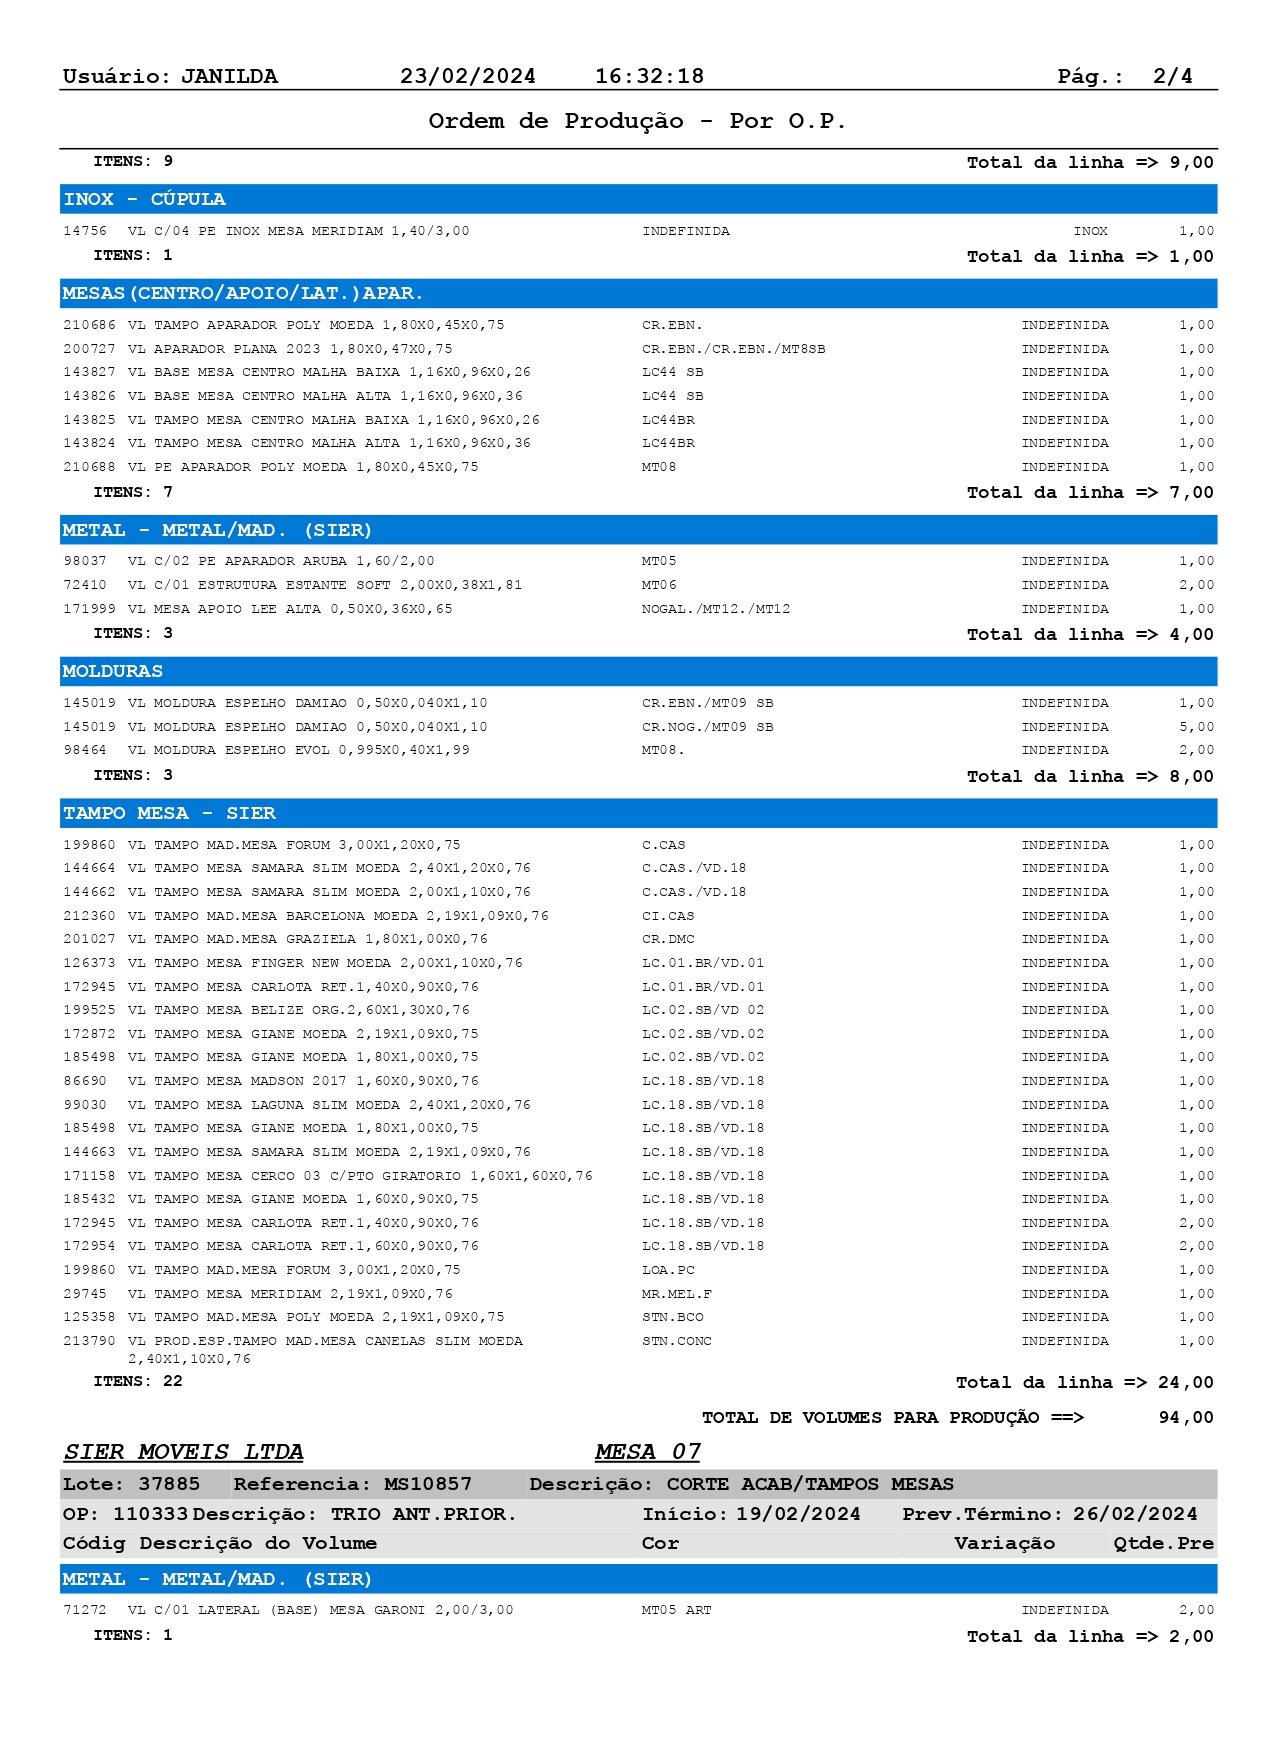 Usuário: JANILDA 23/02/2024 16:32:18 Pág.: 2/4
Ordem de Produção - Por O.P.
ITENS: 9 Total da linha => 9,00
INOX - CÚPULA
14756 VL C/04 PE INOX MESA MERIDIAM 1,40/3,00 INDEFINIDA INOX 1,00
ITENS: 1 Total da linha => 1,00
MESAS(CENTRO/APOIO/LAT.)APAR.
210686 VL TAMPO APARADOR POLY MOEDA 1,80X0,45X0,75 CR.EBN. INDEFINIDA 1,00
200727 VL APARADOR PLANA 2023 1,80X0,47X0,75 CR.EBN./CR.EBN./MT8SB INDEFINIDA 1,00
143827 VL BASE MESA CENTRO MALHA BAIXA 1,16X0,96X0,26 LC44 SB INDEFINIDA 1,00
143826 VL BASE MESA CENTRO MALHA ALTA 1,16X0,96X0,36 LC44 SB INDEFINIDA 1,00
143825 VL TAMPO MESA CENTRO MALHA BAIXA 1,16X0,96X0,26 LC44BR INDEFINIDA 1,00
143824 VL TAMPO MESA CENTRO MALHA ALTA 1,16X0,96X0,36 LC44BR INDEFINIDA 1,00
210688 VL PE APARADOR POLY MOEDA 1,80X0,45X0,75 MT08 INDEFINIDA 1,00
ITENS: 7 Total da linha => 7,00
METAL - METAL/MAD. (SIER)
98037 VL C/02 PE APARADOR ARUBA 1,60/2,00 MT05 INDEFINIDA 1,00
72410 VL C/01 ESTRUTURA ESTANTE SOFT 2,00X0,38X1,81 MT06 INDEFINIDA 2,00
171999 VL MESA APOIO LEE ALTA 0,50X0,36X0,65 NOGAL./MT12./MT12 INDEFINIDA 1,00
ITENS: 3 Total da linha => 4,00
MOLDURAS
145019 VL MOLDURA ESPELHO DAMIAO 0,50X0,040X1,10 CR.EBN./MT09 SB INDEFINIDA 1,00
145019 VL MOLDURA ESPELHO DAMIAO 0,50X0,040X1,10 CR.NOG./MT09 SB INDEFINIDA 5,00
98464 VL MOLDURA ESPELHO EVOL 0,995X0,40X1,99 MT08. INDEFINIDA 2,00
ITENS: 3 Total da linha => 8,00
TAMPO MESA - SIER
199860 VL TAMPO MAD.MESA FORUM 3,00X1,20X0,75 C.CAS INDEFINIDA 1,00
144664 VL TAMPO MESA SAMARA SLIM MOEDA 2,40X1,20X0,76 C.CAS./VD.18 INDEFINIDA 1,00
144662 VL TAMPO MESA SAMARA SLIM MOEDA 2,00X1,10X0,76 C.CAS./VD.18 INDEFINIDA 1,00
212360 VL TAMPO MAD.MESA BARCELONA MOEDA 2,19X1,09X0,76 CI.CAS INDEFINIDA 1,00
201027 VL TAMPO MAD.MESA GRAZIELA 1,80X1,00X0,76 CR.DMC INDEFINIDA 1,00
126373 VL TAMPO MESA FINGER NEW MOEDA 2,00X1,10X0,76 LC.01.BR/VD.01 INDEFINIDA 1,00
172945 VL TAMPO MESA CARLOTA RET.1,40X0,90X0,76 LC.01.BR/VD.01 INDEFINIDA 1,00
199525 VL TAMPO MESA BELIZE ORG.2,60X1,30X0,76 LC.02.SB/VD 02 INDEFINIDA 1,00
172872 VL TAMPO MESA GIANE MOEDA 2,19X1,09X0,75 LC.02.SB/VD.02 INDEFINIDA 1,00
185498 VL TAMPO MESA GIANE MOEDA 1,80X1,00X0,75 LC.02.SB/VD.02 INDEFINIDA 1,00
86690 VL TAMPO MESA MADSON 2017 1,60X0,90X0,76 LC.18.SB/VD.18 INDEFINIDA 1,00
99030 VL TAMPO MESA LAGUNA SLIM MOEDA 2,40X1,20X0,76 LC.18.SB/VD.18 INDEFINIDA 1,00
185498 VL TAMPO MESA GIANE MOEDA 1,80X1,00X0,75 LC.18.SB/VD.18 INDEFINIDA 1,00
144663 VL TAMPO MESA SAMARA SLIM MOEDA 2,19X1,09X0,76 LC.18.SB/VD.18 INDEFINIDA 1,00
171158 VL TAMPO MESA CERCO 03 C/PTO GIRATORIO 1,60X1,60X0,76 LC.18.SB/VD.18 INDEFINIDA 1,00
185432 VL TAMPO MESA GIANE MOEDA 1,60X0,90X0,75 LC.18.SB/VD.18 INDEFINIDA 1,00
172945 VL TAMPO MESA CARLOTA RET.1,40X0,90X0,76 LC.18.SB/VD.18 INDEFINIDA 2,00
172954 VL TAMPO MESA CARLOTA RET.1,60X0,90X0,76 LC.18.SB/VD.18 INDEFINIDA 2,00
199860 VL TAMPO MAD.MESA FORUM 3,00X1,20X0,75 LOA.PC INDEFINIDA 1,00
29745 VL TAMPO MESA MERIDIAM 2,19X1,09X0,76 MR.MEL.F INDEFINIDA 1,00
125358 VL TAMPO MAD.MESA POLY MOEDA 2,19X1,09X0,75 STN.BCO INDEFINIDA 1,00
213790 VL PROD.ESP.TAMPO MAD.MESA CANELAS SLIM MOEDA STN.CONC INDEFINIDA 1,00
2,40X1,10X0,76
ITENS: 22 Total da linha => 24,00
TOTAL DE VOLUMES PARA PRODUÇÃO ==> 94,00
SIER MOVEIS LTDA MESA 07
Lote: 37885 Referencia: MS10857 Descrição: CORTE ACAB/TAMPOS MESAS
OP: 110333 Descrição: TRIO ANT.PRIOR. Início: 19/02/2024 Prev.Término: 26/02/2024
Códig Descrição do Volume Cor Variação Qtde.Pre
METAL - METAL/MAD. (SIER)
71272 VL C/01 LATERAL (BASE) MESA GARONI 2,00/3,00 MT05 ART INDEFINIDA 2,00
ITENS: 1 Total da linha => 2,00